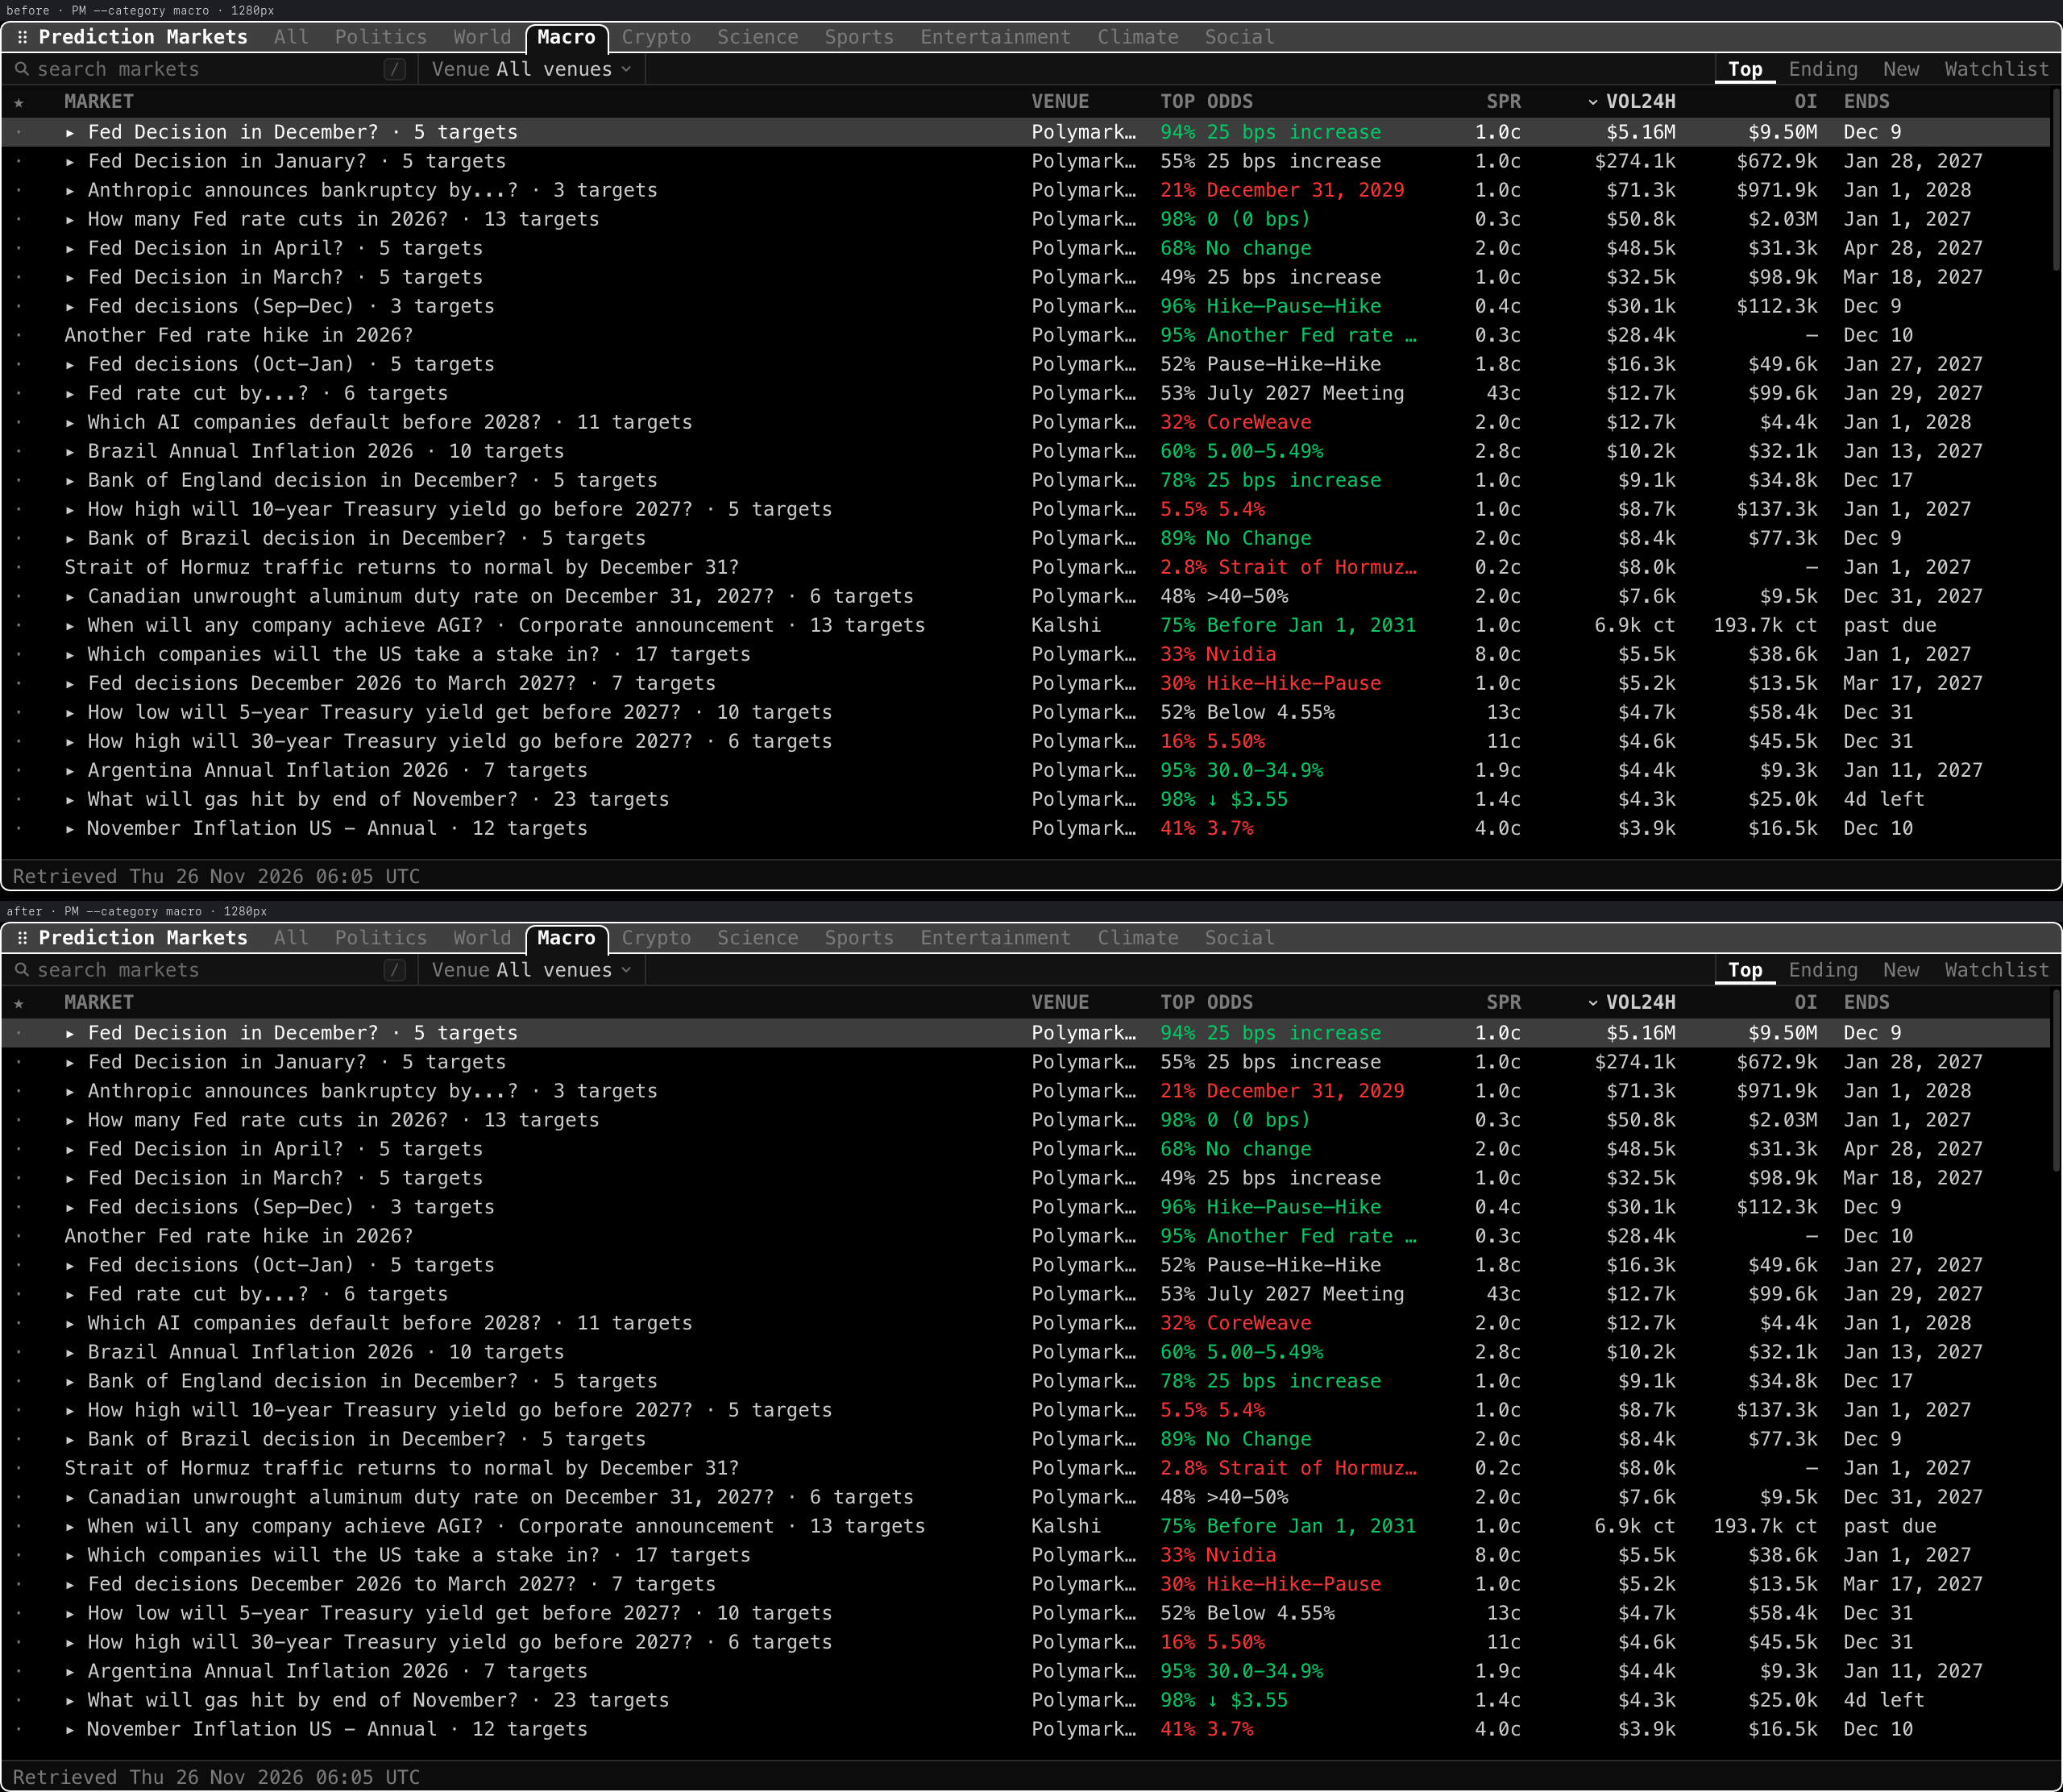 before · PM --category macro · 1280px
⠿ Prediction Markets All Politics World Macro Crypto Science Sports Entertainment Climate Social
search markets / Venue All venues Top Ending New Watchlist
★ MARKET VENUE TOP ODDS SPR VOL24H OI ENDS
· ▸ Fed Decision in December? · 5 targets Polymark… 94% 25 bps increase 1.0c $5.16M $9.50M Dec 9
· ▸ Fed Decision in January? · 5 targets Polymark… 55% 25 bps increase 1.0c $274.1k $672.9k Jan 28, 2027
· ▸ Anthropic announces bankruptcy by...? · 3 targets Polymark… 21% December 31, 2029 1.0c $71.3k $971.9k Jan 1, 2028
· ▸ How many Fed rate cuts in 2026? · 13 targets Polymark… 98% 0 (0 bps) 0.3c $50.8k $2.03M Jan 1, 2027
· ▸ Fed Decision in April? · 5 targets Polymark… 68% No change 2.0c $48.5k $31.3k Apr 28, 2027
· ▸ Fed Decision in March? · 5 targets Polymark… 49% 25 bps increase 1.0c $32.5k $98.9k Mar 18, 2027
· ▸ Fed decisions (Sep–Dec) · 3 targets Polymark… 96% Hike–Pause–Hike 0.4c $30.1k $112.3k Dec 9
· Another Fed rate hike in 2026? Polymark… 95% Another Fed rate … 0.3c $28.4k — Dec 10
· ▸ Fed decisions (Oct-Jan) · 5 targets Polymark… 52% Pause-Hike-Hike 1.8c $16.3k $49.6k Jan 27, 2027
· ▸ Fed rate cut by...? · 6 targets Polymark… 53% July 2027 Meeting 43c $12.7k $99.6k Jan 29, 2027
· ▸ Which AI companies default before 2028? · 11 targets Polymark… 32% CoreWeave 2.0c $12.7k $4.4k Jan 1, 2028
· ▸ Brazil Annual Inflation 2026 · 10 targets Polymark… 60% 5.00-5.49% 2.8c $10.2k $32.1k Jan 13, 2027
· ▸ Bank of England decision in December? · 5 targets Polymark… 78% 25 bps increase 1.0c $9.1k $34.8k Dec 17
· ▸ How high will 10-year Treasury yield go before 2027? · 5 targets Polymark… 5.5% 5.4% 1.0c $8.7k $137.3k Jan 1, 2027
· ▸ Bank of Brazil decision in December? · 5 targets Polymark… 89% No Change 2.0c $8.4k $77.3k Dec 9
· Strait of Hormuz traffic returns to normal by December 31? Polymark… 2.8% Strait of Hormuz… 0.2c $8.0k — Jan 1, 2027
· ▸ Canadian unwrought aluminum duty rate on December 31, 2027? · 6 targets Polymark… 48% >40-50% 2.0c $7.6k $9.5k Dec 31, 2027
· ▸ When will any company achieve AGI? · Corporate announcement · 13 targets Kalshi 75% Before Jan 1, 2031 1.0c 6.9k ct 193.7k ct past due
· ▸ Which companies will the US take a stake in? · 17 targets Polymark… 33% Nvidia 8.0c $5.5k $38.6k Jan 1, 2027
· ▸ Fed decisions December 2026 to March 2027? · 7 targets Polymark… 30% Hike-Hike-Pause 1.0c $5.2k $13.5k Mar 17, 2027
· ▸ How low will 5-year Treasury yield get before 2027? · 10 targets Polymark… 52% Below 4.55% 13c $4.7k $58.4k Dec 31
· ▸ How high will 30-year Treasury yield go before 2027? · 6 targets Polymark… 16% 5.50% 11c $4.6k $45.5k Dec 31
· ▸ Argentina Annual Inflation 2026 · 7 targets Polymark… 95% 30.0-34.9% 1.9c $4.4k $9.3k Jan 11, 2027
· ▸ What will gas hit by end of November? · 23 targets Polymark… 98% ↓ $3.55 1.4c $4.3k $25.0k 4d left
· ▸ November Inflation US - Annual · 12 targets Polymark… 41% 3.7% 4.0c $3.9k $16.5k Dec 10
Retrieved Thu 26 Nov 2026 06:05 UTC
after · PM --category macro · 1280px
⠿ Prediction Markets All Politics World Macro Crypto Science Sports Entertainment Climate Social
search markets / Venue All venues Top Ending New Watchlist
★ MARKET VENUE TOP ODDS SPR VOL24H OI ENDS
· ▸ Fed Decision in December? · 5 targets Polymark… 94% 25 bps increase 1.0c $5.16M $9.50M Dec 9
· ▸ Fed Decision in January? · 5 targets Polymark… 55% 25 bps increase 1.0c $274.1k $672.9k Jan 28, 2027
· ▸ Anthropic announces bankruptcy by...? · 3 targets Polymark… 21% December 31, 2029 1.0c $71.3k $971.9k Jan 1, 2028
· ▸ How many Fed rate cuts in 2026? · 13 targets Polymark… 98% 0 (0 bps) 0.3c $50.8k $2.03M Jan 1, 2027
· ▸ Fed Decision in April? · 5 targets Polymark… 68% No change 2.0c $48.5k $31.3k Apr 28, 2027
· ▸ Fed Decision in March? · 5 targets Polymark… 49% 25 bps increase 1.0c $32.5k $98.9k Mar 18, 2027
· ▸ Fed decisions (Sep–Dec) · 3 targets Polymark… 96% Hike–Pause–Hike 0.4c $30.1k $112.3k Dec 9
· Another Fed rate hike in 2026? Polymark… 95% Another Fed rate … 0.3c $28.4k — Dec 10
· ▸ Fed decisions (Oct-Jan) · 5 targets Polymark… 52% Pause-Hike-Hike 1.8c $16.3k $49.6k Jan 27, 2027
· ▸ Fed rate cut by...? · 6 targets Polymark… 53% July 2027 Meeting 43c $12.7k $99.6k Jan 29, 2027
· ▸ Which AI companies default before 2028? · 11 targets Polymark… 32% CoreWeave 2.0c $12.7k $4.4k Jan 1, 2028
· ▸ Brazil Annual Inflation 2026 · 10 targets Polymark… 60% 5.00-5.49% 2.8c $10.2k $32.1k Jan 13, 2027
· ▸ Bank of England decision in December? · 5 targets Polymark… 78% 25 bps increase 1.0c $9.1k $34.8k Dec 17
· ▸ How high will 10-year Treasury yield go before 2027? · 5 targets Polymark… 5.5% 5.4% 1.0c $8.7k $137.3k Jan 1, 2027
· ▸ Bank of Brazil decision in December? · 5 targets Polymark… 89% No Change 2.0c $8.4k $77.3k Dec 9
· Strait of Hormuz traffic returns to normal by December 31? Polymark… 2.8% Strait of Hormuz… 0.2c $8.0k — Jan 1, 2027
· ▸ Canadian unwrought aluminum duty rate on December 31, 2027? · 6 targets Polymark… 48% >40-50% 2.0c $7.6k $9.5k Dec 31, 2027
· ▸ When will any company achieve AGI? · Corporate announcement · 13 targets Kalshi 75% Before Jan 1, 2031 1.0c 6.9k ct 193.7k ct past due
· ▸ Which companies will the US take a stake in? · 17 targets Polymark… 33% Nvidia 8.0c $5.5k $38.6k Jan 1, 2027
· ▸ Fed decisions December 2026 to March 2027? · 7 targets Polymark… 30% Hike-Hike-Pause 1.0c $5.2k $13.5k Mar 17, 2027
· ▸ How low will 5-year Treasury yield get before 2027? · 10 targets Polymark… 52% Below 4.55% 13c $4.7k $58.4k Dec 31
· ▸ How high will 30-year Treasury yield go before 2027? · 6 targets Polymark… 16% 5.50% 11c $4.6k $45.5k Dec 31
· ▸ Argentina Annual Inflation 2026 · 7 targets Polymark… 95% 30.0-34.9% 1.9c $4.4k $9.3k Jan 11, 2027
· ▸ What will gas hit by end of November? · 23 targets Polymark… 98% ↓ $3.55 1.4c $4.3k $25.0k 4d left
· ▸ November Inflation US - Annual · 12 targets Polymark… 41% 3.7% 4.0c $3.9k $16.5k Dec 10
Retrieved Thu 26 Nov 2026 06:05 UTC